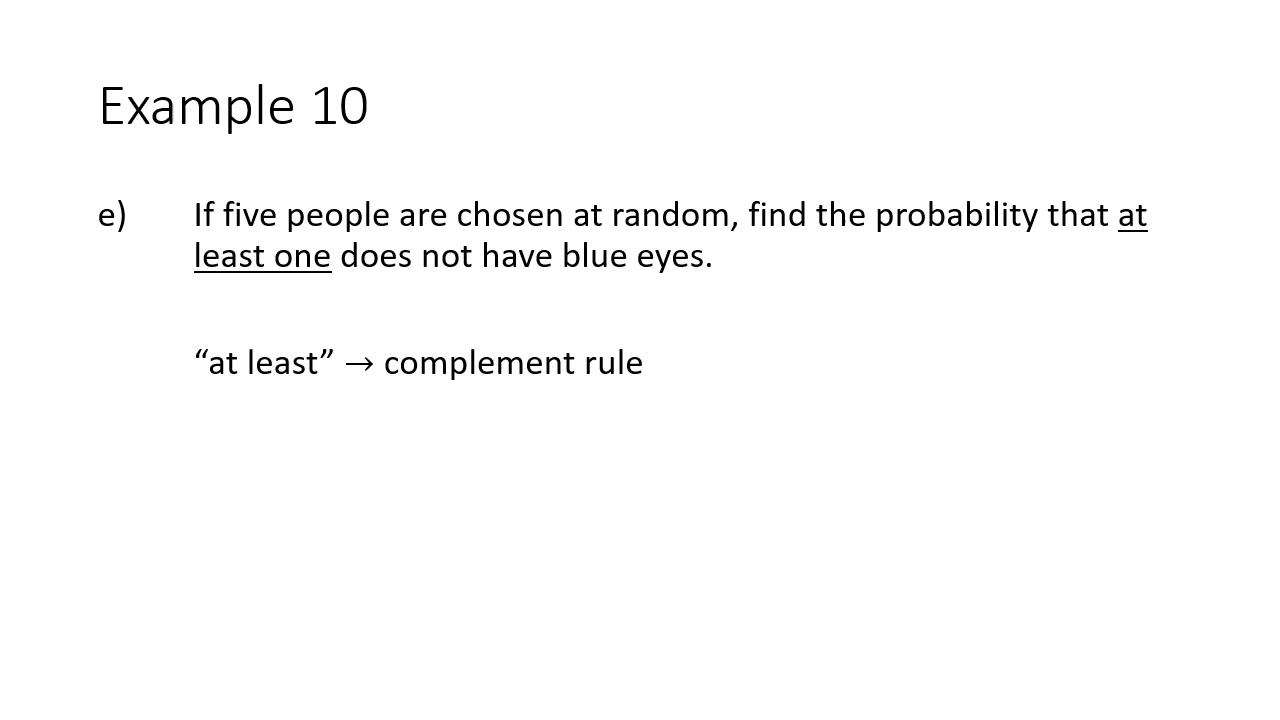 Example 10
e) If five people are chosen at random, find the probability that at
least one does not have blue eyes.
“at least” → complement rule